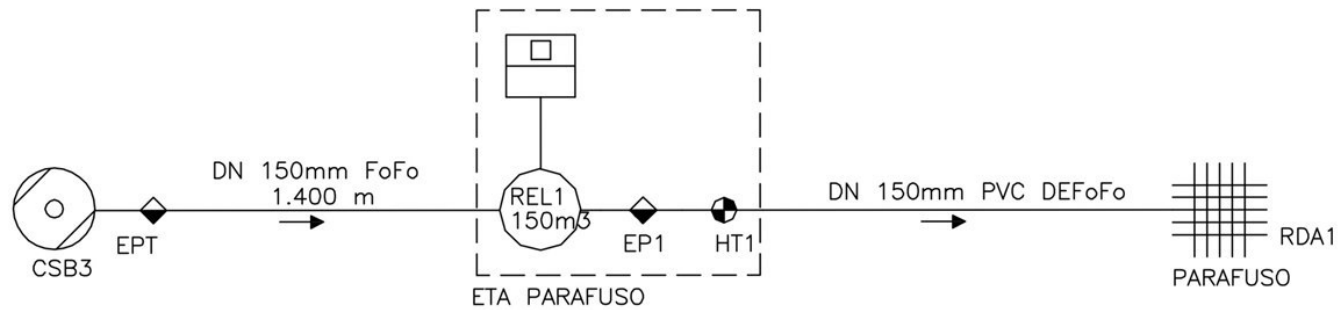 CSB3
EPT
DN 150mm FoFo
1.400 m
REL1
150m3
EP1
HT1
ETA PARAFUSO
DN 150mm PVC DEFoFo
RDA1
PARAFUSO